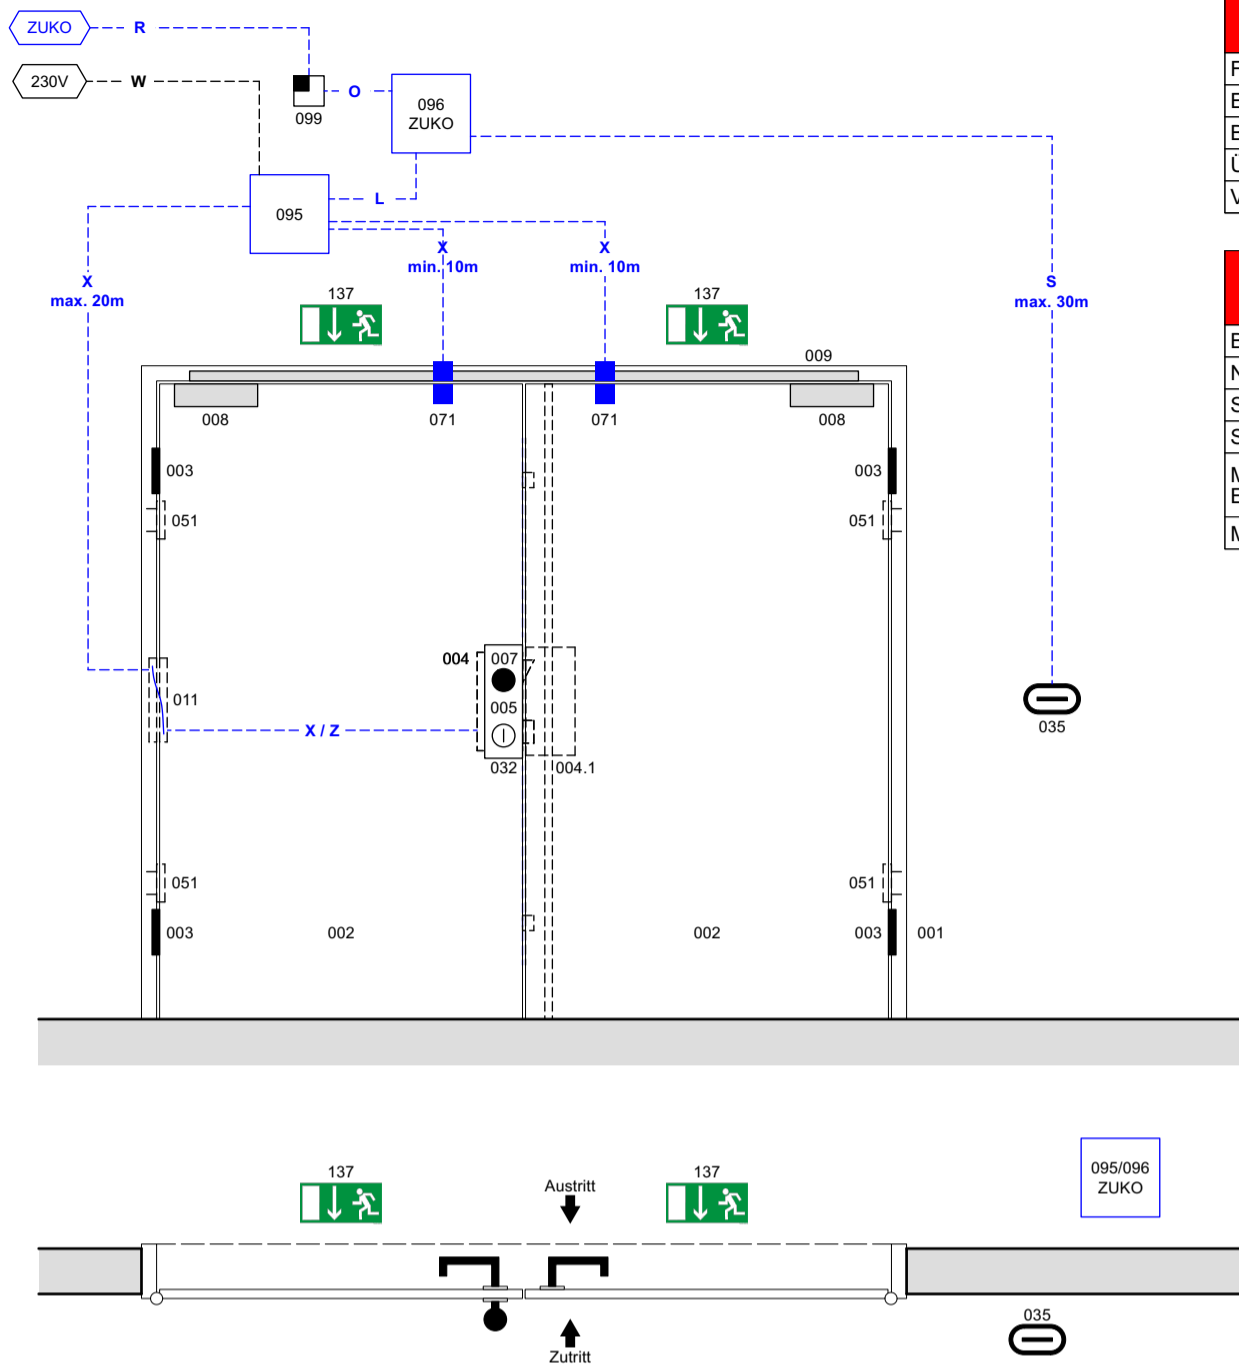 ZUKO
R
230V
W
099
O
096
ZUKO
095
L
X
max. 20m
X
min. 10m
X
min. 10m
S
max. 30m
137
137
009
008
071
071
008
003
003
051
051
011
004
007
005
032
004.1
X / Z
035
051
051
003
002
002
003
001
137
Austritt
137
095/096
ZUKO
035
Zutritt
F
E
E
Ü
V
E
N
S
S
M
E
M